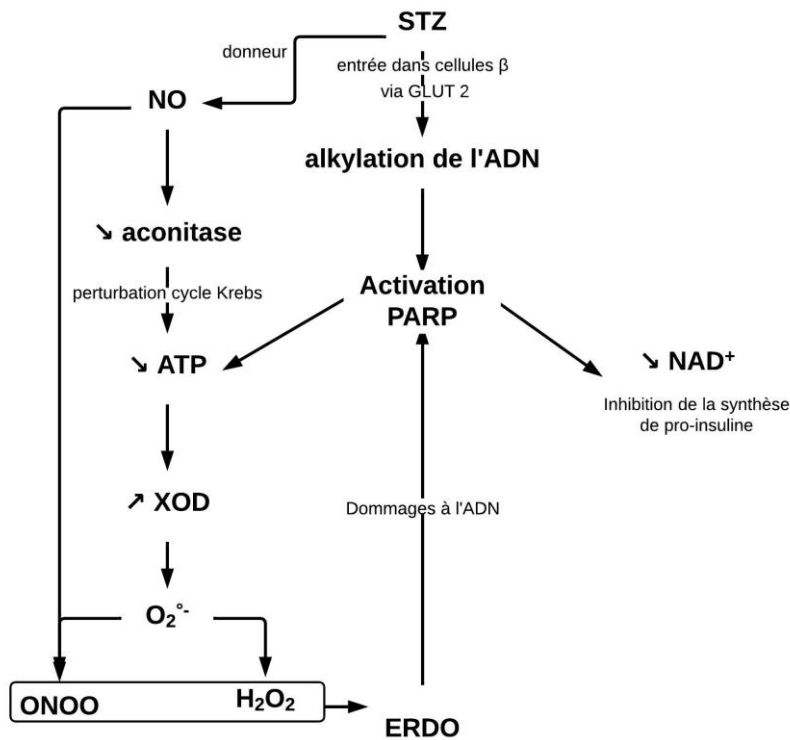 STZ
donneur
entrée dans cellules β
via GLUT 2
NO
alkylation de l'ADN
↘ aconitase
perturbation cycle Krebs
Activation
PARP
↘ ATP
↘ NAD⁺
Inhibition de la synthèse
de pro-insuline
↗ XOD
Dommages à l'ADN
O₂°⁻
ONOO
H₂O₂
ERDO